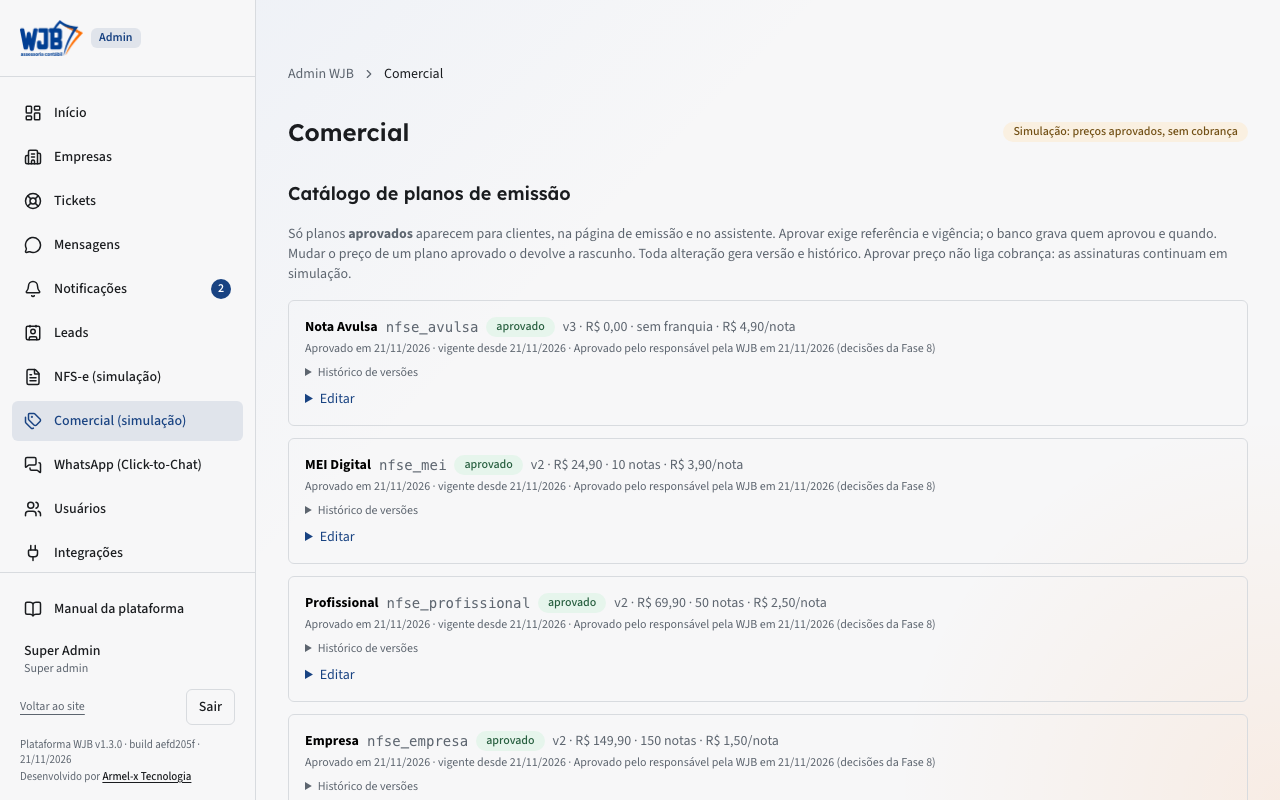 WJB
assessoria contábil
Admin
Início
Empresas
Tickets
Mensagens
Notificações 2
Leads
NFS-e (simulação)
Comercial (simulação)
WhatsApp (Click-to-Chat)
Usuários
Integrações
Manual da plataforma
Super Admin
Super admin
Voltar ao site
Sair
Plataforma WJB v1.3.0 · build aefd205f ·
21/11/2026
Desenvolvido por Armel-x Tecnologia
Admin WJB > Comercial
Comercial
Simulação: preços aprovados, sem cobrança
Catálogo de planos de emissão
Só planos aprovados aparecem para clientes, na página de emissão e no assistente. Aprovar exige referência e vigência; o banco grava quem aprovou e quando.
Mudar o preço de um plano aprovado o devolve a rascunho. Toda alteração gera versão e histórico. Aprovar preço não liga cobrança: as assinaturas continuam em
simulação.
Nota Avulsa nfse_avulsa aprovado v3 · R$ 0,00 · sem franquia · R$ 4,90/nota
Aprovado em 21/11/2026 · vigente desde 21/11/2026 · Aprovado pelo responsável pela WJB em 21/11/2026 (decisões da Fase 8)
Histórico de versões
Editar
MEI Digital nfse_mei aprovado v2 · R$ 24,90 · 10 notas · R$ 3,90/nota
Aprovado em 21/11/2026 · vigente desde 21/11/2026 · Aprovado pelo responsável pela WJB em 21/11/2026 (decisões da Fase 8)
Histórico de versões
Editar
Profissional nfse_profissional aprovado v2 · R$ 69,90 · 50 notas · R$ 2,50/nota
Aprovado em 21/11/2026 · vigente desde 21/11/2026 · Aprovado pelo responsável pela WJB em 21/11/2026 (decisões da Fase 8)
Histórico de versões
Editar
Empresa nfse_empresa aprovado v2 · R$ 149,90 · 150 notas · R$ 1,50/nota
Aprovado em 21/11/2026 · vigente desde 21/11/2026 · Aprovado pelo responsável pela WJB em 21/11/2026 (decisões da Fase 8)
Histórico de versões